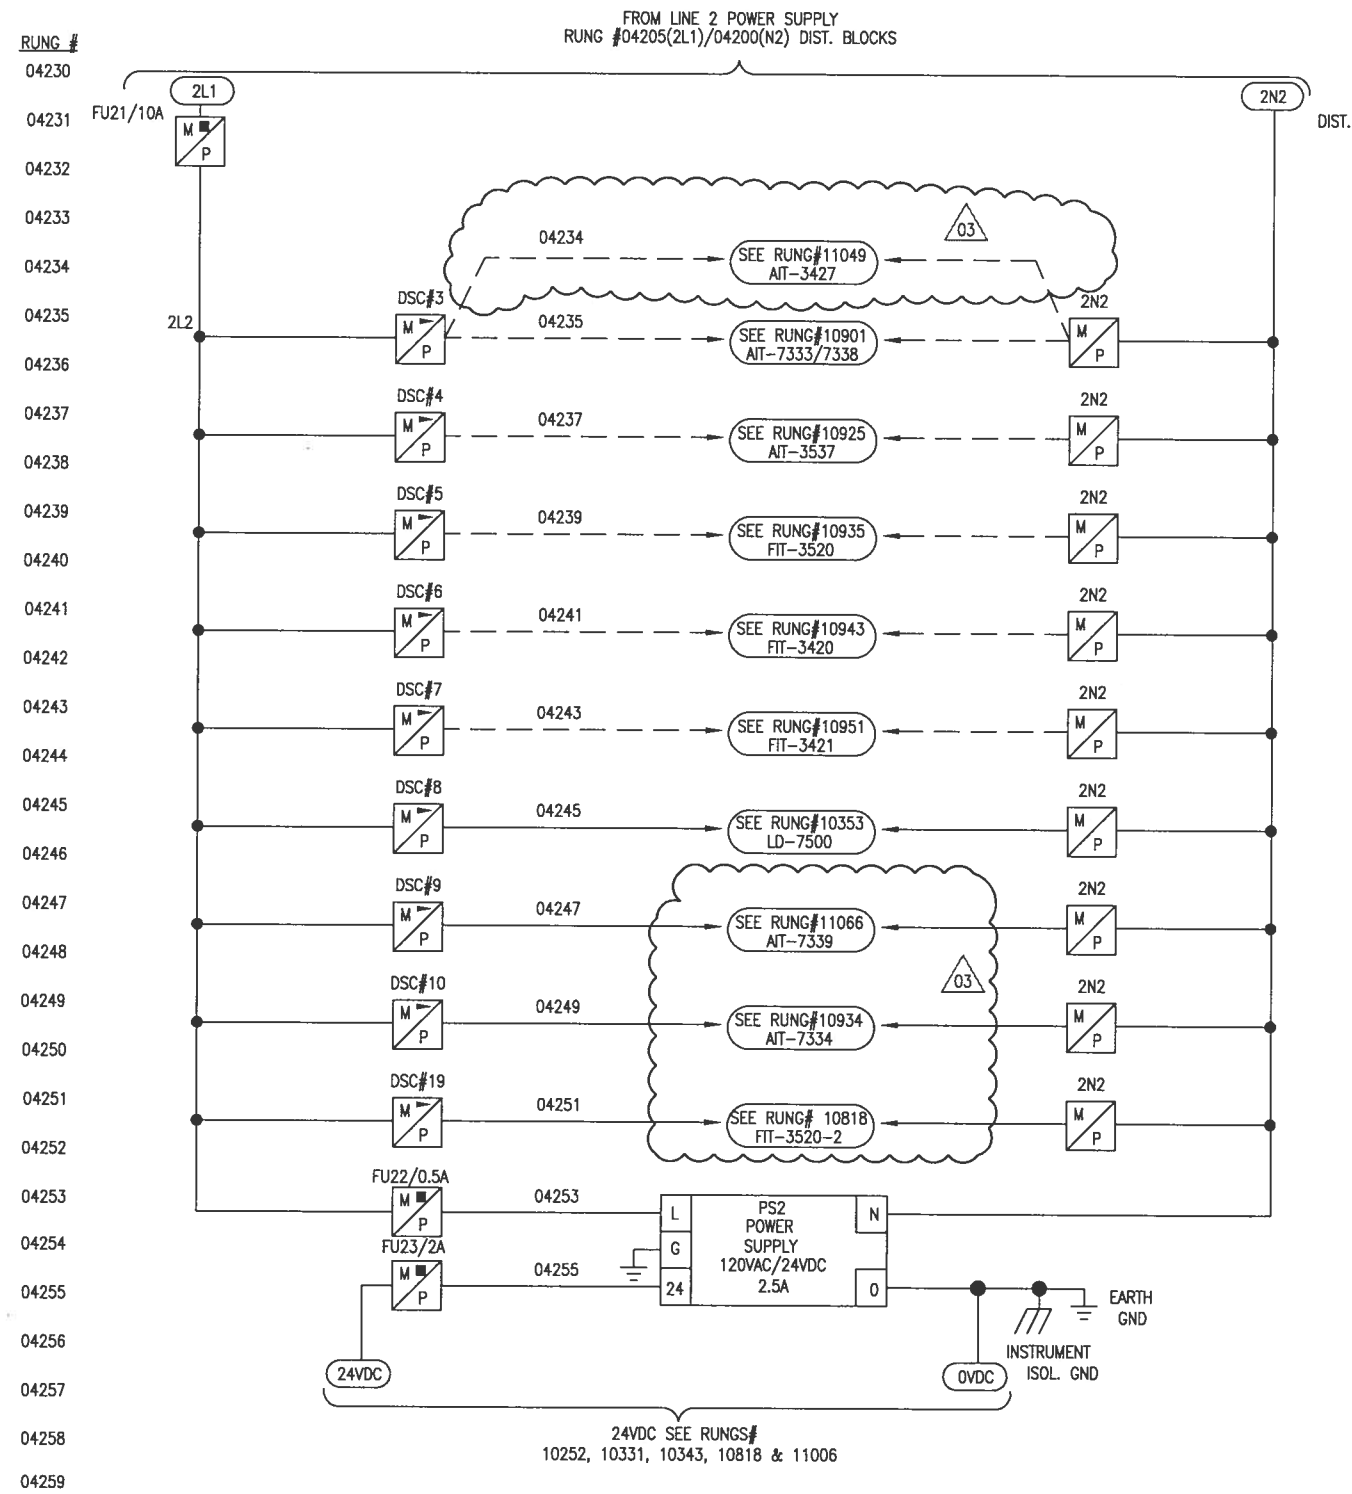 FROM LINE 2 POWER SUPPLY
RUNG #04205(2L1)/04200(N2) DIST. BLOCKS
RUNG #
04230
2L1
2N2
FU21/10A
04231
DIST.
M
P
04232
04233
03
04234
04234
SEE RUNG#11049
AIT-3427
DSC#3
2N2
04235
2L2
04235
M
P
SEE RUNG#10901
AIT-7333/7338
M
P
04236
DSC#4
2N2
04237
04237
M
P
SEE RUNG#10925
AIT-3537
M
P
04238
DSC#5
2N2
04239
04239
M
P
SEE RUNG#10935
FIT-3520
M
P
04240
DSC#6
2N2
04241
04241
M
P
SEE RUNG#10943
FIT-3420
M
P
04242
DSC#7
2N2
04243
04243
M
P
SEE RUNG#10951
FIT-3421
M
P
04244
DSC#8
2N2
04245
04245
M
P
SEE RUNG#10353
LD-7500
M
P
04246
DSC#9
2N2
04247
04247
M
P
SEE RUNG#11066
AIT-7339
M
P
04248
03
DSC#10
2N2
04249
04249
M
P
SEE RUNG#10934
AIT-7334
M
P
04250
DSC#19
2N2
04251
04251
M
P
SEE RUNG# 10818
FIT-3520-2
M
P
04252
FU22/0.5A
04253
04253
M
P
L
PS2
POWER
SUPPLY
120VAC/24VDC
2.5A
N
04254
FU23/2A
G
04255
04255
M
P
24
0
EARTH
GND
04256
INSTRUMENT
ISOL. GND
24VDC
0VDC
04257
04258
24VDC SEE RUNGS#
10252, 10331, 10343, 10818 & 11006
04259